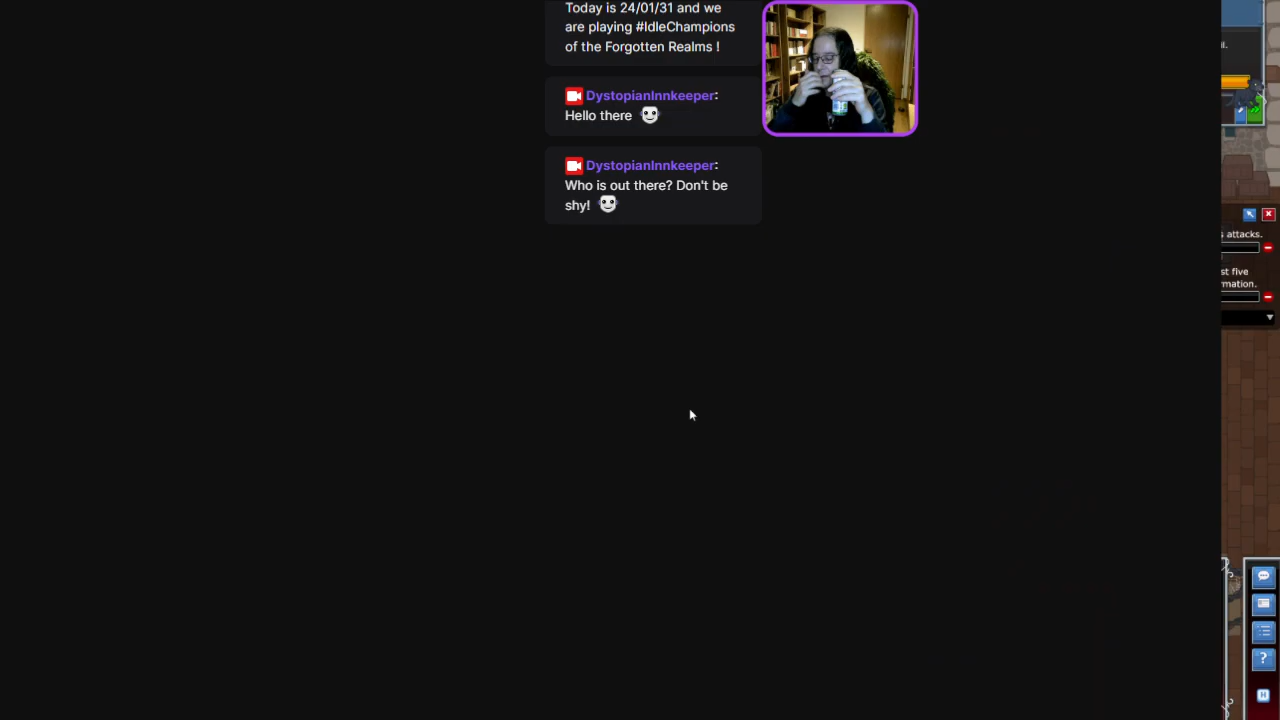 Today is 24/01/31 and we
are playing #IdleChampions
of the Forgotten Realms !
DystopianInnkeeper:
Hello there
DystopianInnkeeper:
Who is out there? Don't be
shy!
attacks.
st five
mation.
?